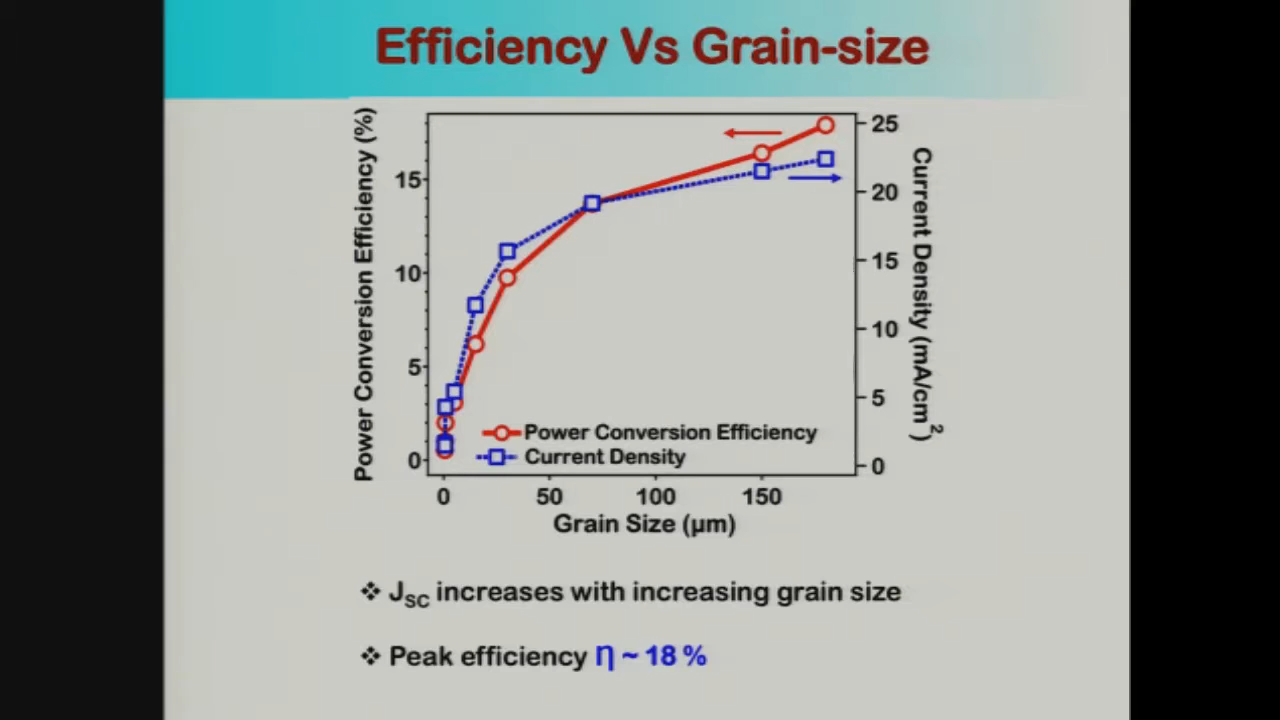 Efficiency Vs Grain-size
Power Conversion Efficiency (%)
15
10
5
0
25
20
15
10
5
0
Current Density (mA/cm²)
Power Conversion Efficiency
Current Density
0 50 100 150
Grain Size (µm)
❖ JSC increases with increasing grain size
❖ Peak efficiency η ~ 18 %